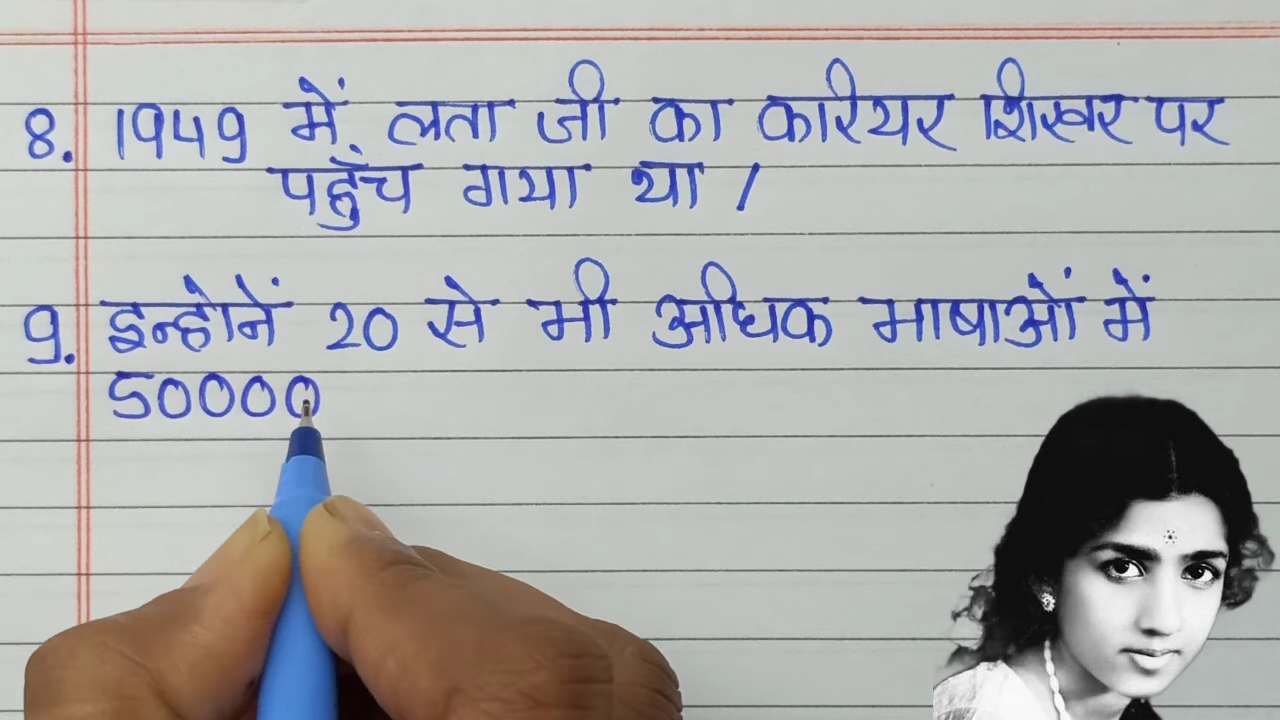 8. 1949 में लता जी का करियर शिखर पर
पहुँच गया था /
9. इन्होनें 20 से भी अधिक भाषाओं में
50000